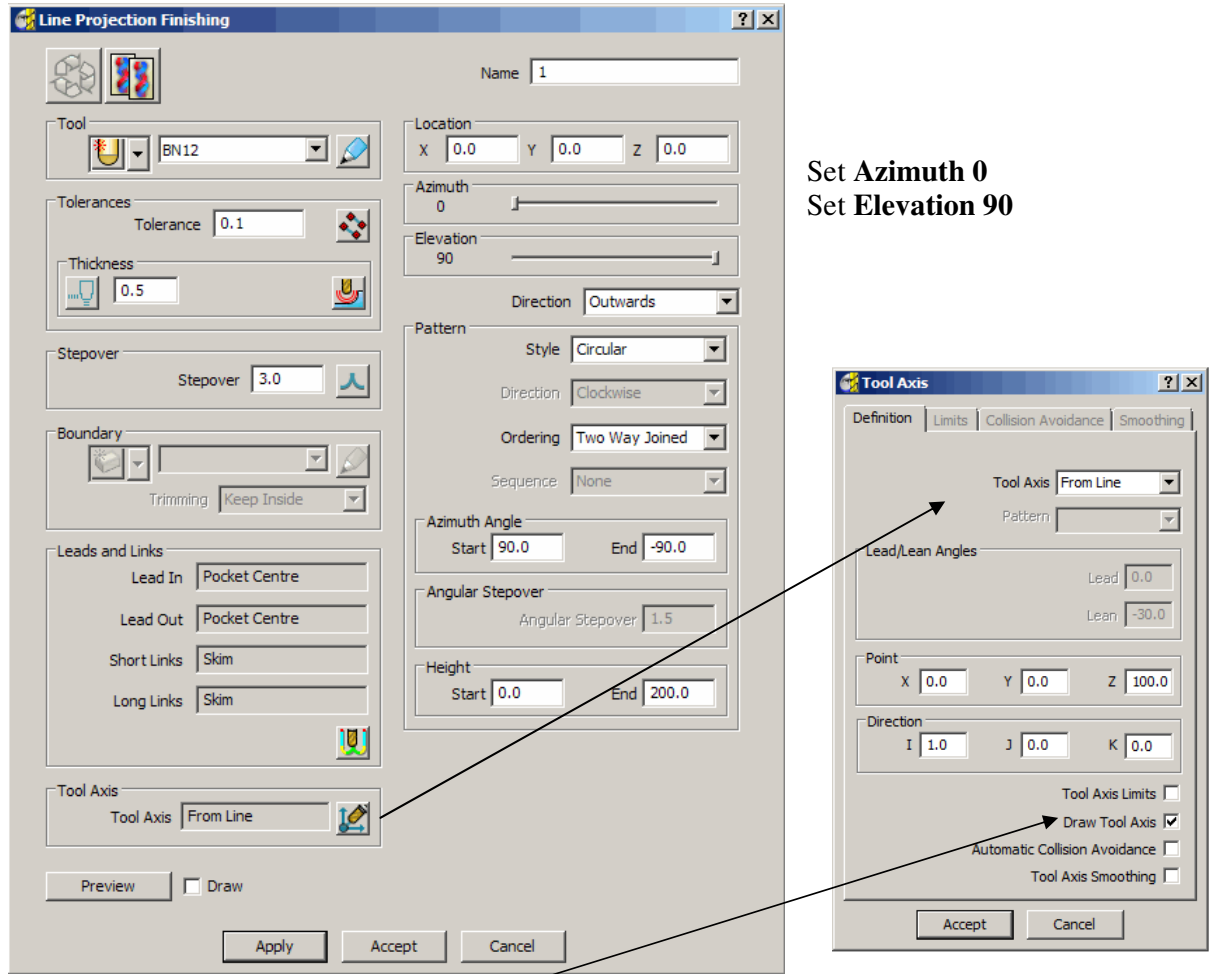 Line Projection Finishing
Name 1
Tool
BN12
Tolerances
Tolerance 0.1
Thickness
0.5
Stepover
Stepover 3.0
Boundary
Trimming Keep Inside
Leads and Links
Lead In Pocket Centre
Lead Out Pocket Centre
Short Links Skim
Long Links Skim
Tool Axis
Tool Axis From Line
Preview Draw
Apply Accept Cancel
Location
X 0.0 Y 0.0 Z 0.0
Azimuth
0
Elevation
90
Direction Outwards
Pattern
Style Circular
Direction Clockwise
Ordering Two Way Joined
Sequence None
Azimuth Angle
Start 90.0 End -90.0
Angular Stepover
Angular Stepover 1.5
Height
Start 0.0 End 200.0
Set Azimuth 0
Set Elevation 90
Tool Axis
Definition Limits Collision Avoidance Smoothing
Tool Axis From Line
Pattern
Lead/Lean Angles
Lead 0.0
Lean -30.0
Point
X 0.0 Y 0.0 Z 100.0
Direction
I 1.0 J 0.0 K 0.0
Tool Axis Limits
Draw Tool Axis
Automatic Collision Avoidance
Tool Axis Smoothing
Accept Cancel